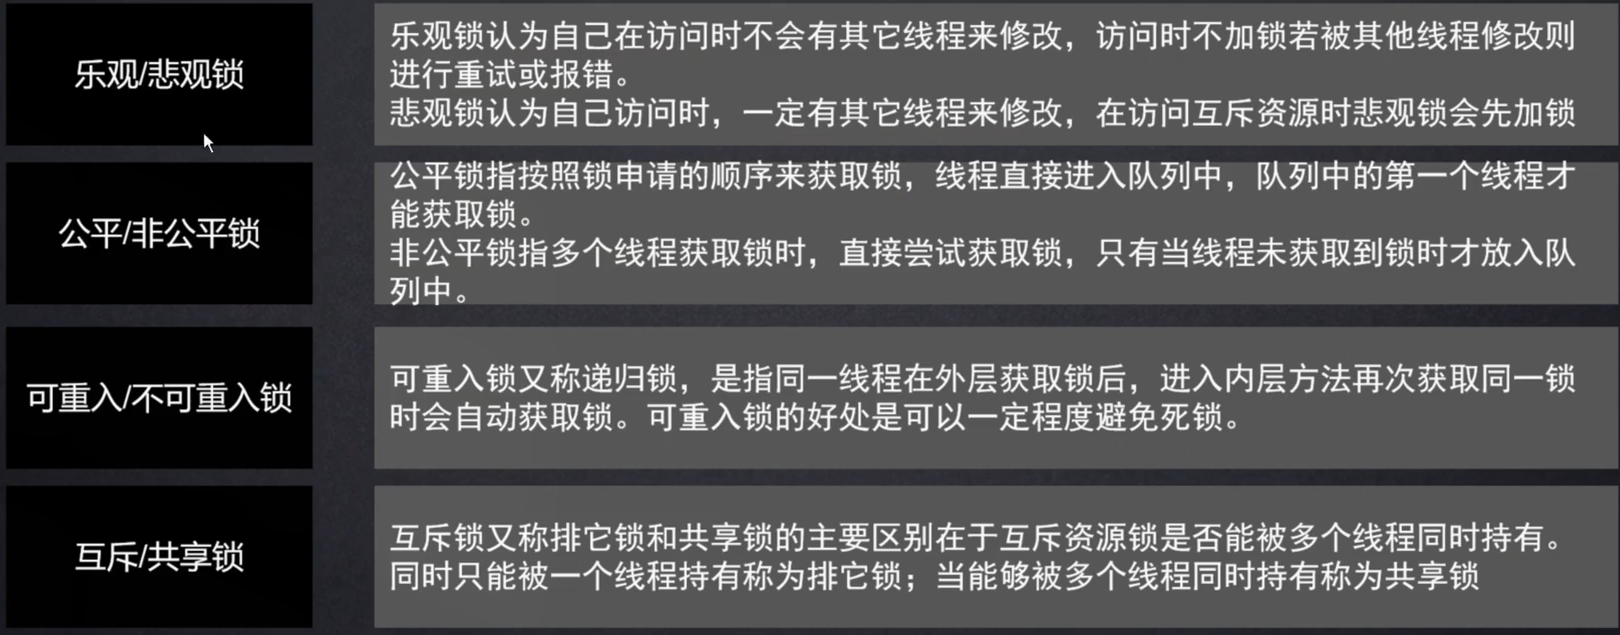 乐观/悲观锁
乐观锁认为自己在访问时不会有其它线程来修改，访问时不加锁若被其他线程修改则
进行重试或报错。
悲观锁认为自己访问时，一定有其它线程来修改，在访问互斥资源时悲观锁会先加锁
公平/非公平锁
公平锁指按照锁申请的顺序来获取锁，线程直接进入队列中，队列中的第一个线程才
能获取锁。
非公平锁指多个线程获取锁时，直接尝试获取锁，只有当线程未获取到锁时才放入队
列中。
可重入/不可重入锁
可重入锁又称递归锁，是指同一线程在外层获取锁后，进入内层方法再次获取同一锁
时会自动获取锁。可重入锁的好处是可以一定程度避免死锁。
互斥/共享锁
互斥锁又称排它锁和共享锁的主要区别在于互斥资源锁是否能被多个线程同时持有。
同时只能被一个线程持有称为排它锁；当能够被多个线程同时持有称为共享锁